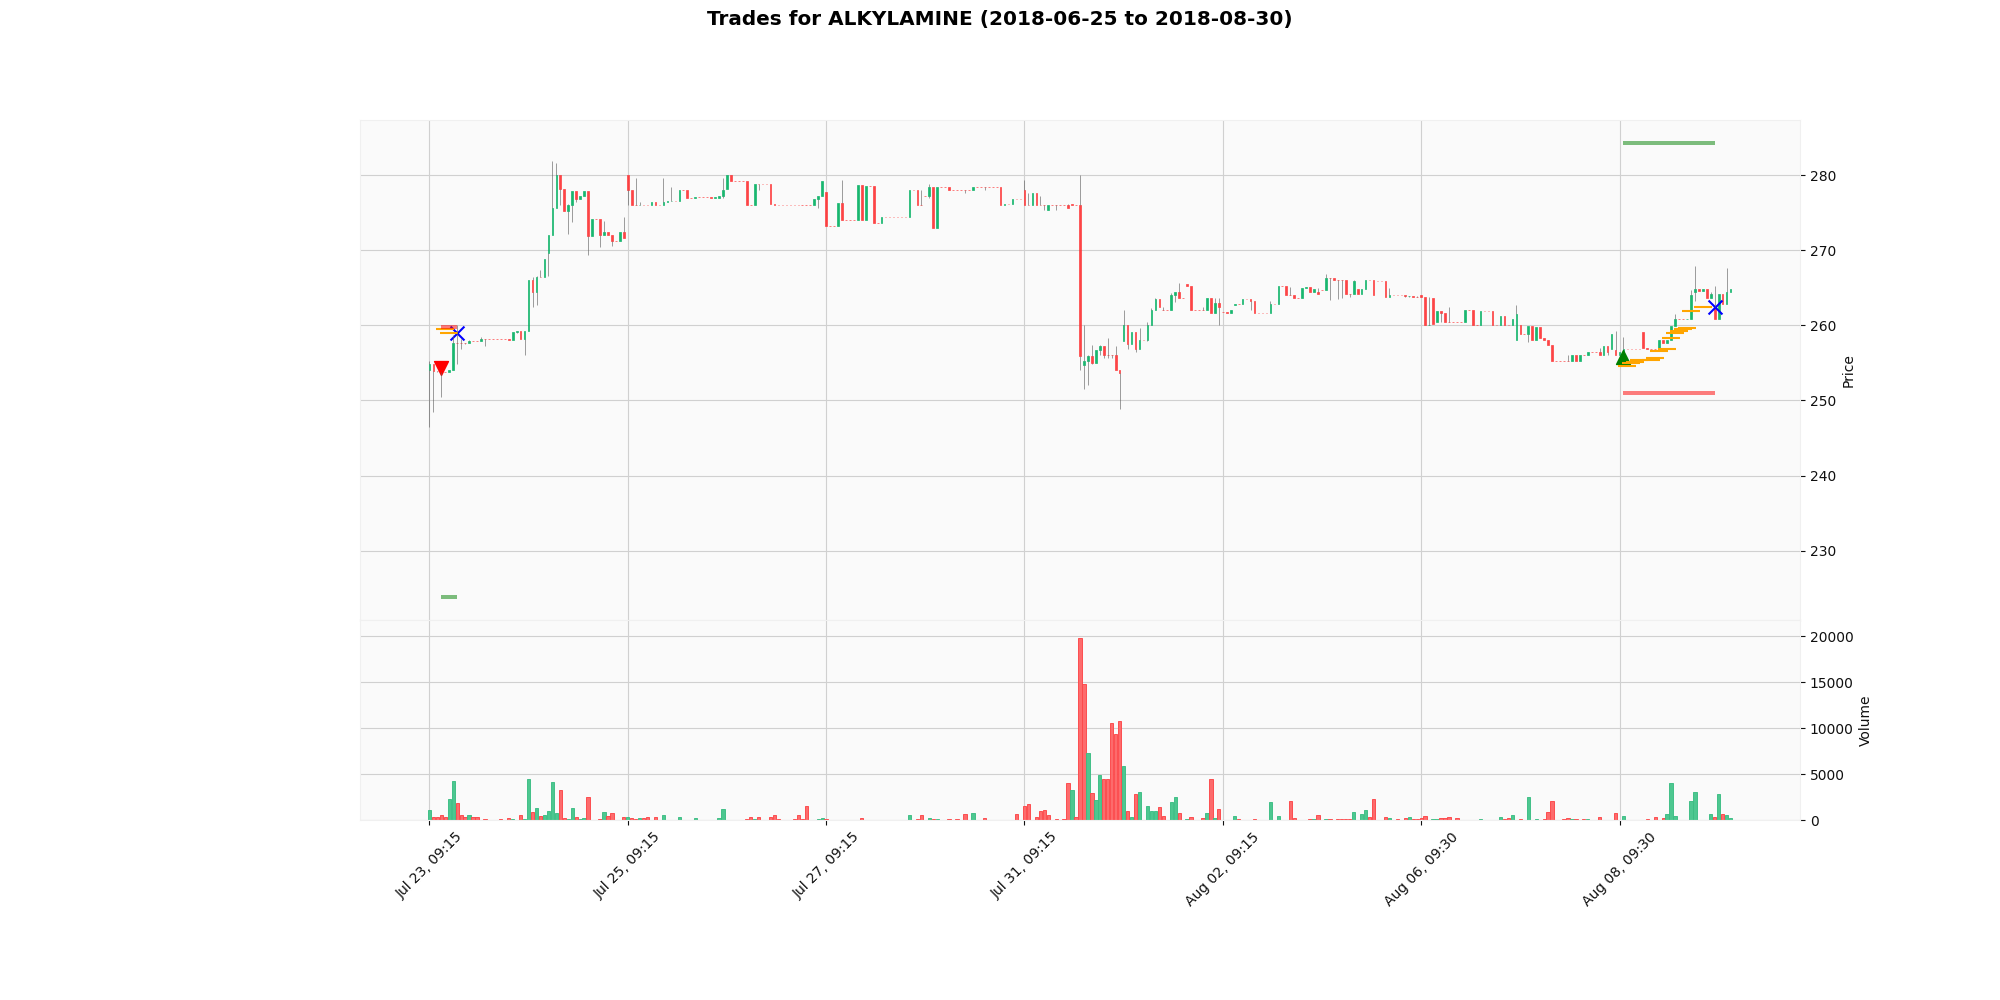 Trades for ALKYLAMINE (2018-06-25 to 2018-08-30)
280
270
260
250
240
230
Price
20000
15000
10000
5000
0
Volume
Jul 23, 09:15
Jul 25, 09:15
Jul 27, 09:15
Jul 31, 09:15
Aug 02, 09:15
Aug 06, 09:30
Aug 08, 09:30